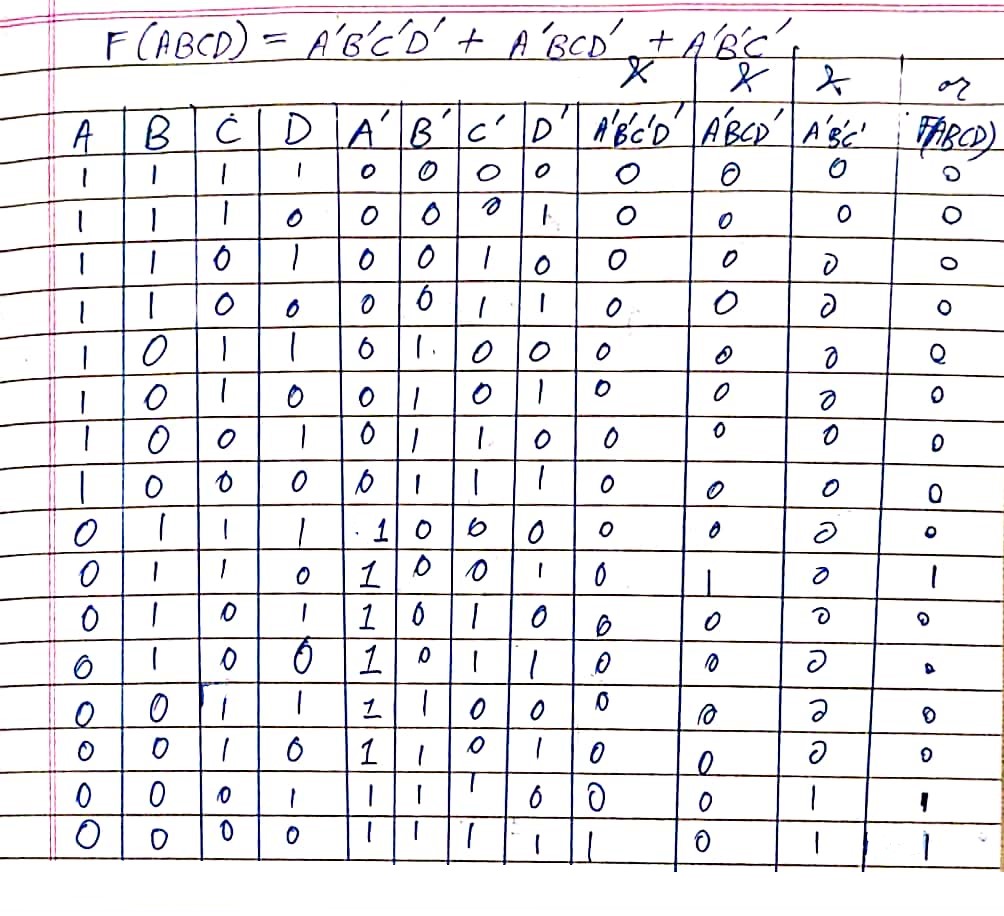 F(ABCD) = A'B'C'D' + A'BCD' + A'B'C'
& & & or
A B C D A' B' C' D' A'B'C'D' A'BCD' A'B'C' F(ABCD)
1 1 1 1 0 0 0 0 0 0 0 0
1 1 1 0 0 0 0 1 0 0 0 0
1 1 0 1 0 0 1 0 0 0 0 0
1 1 0 0 0 0 1 1 0 0 0 0
1 0 1 1 0 1 0 0 0 0 0 0
1 0 1 0 0 1 0 1 0 0 0 0
1 0 0 1 0 1 1 0 0 0 0 0
1 0 0 0 0 1 1 1 0 0 0 0
0 1 1 1 1 0 0 0 0 0 0 0
0 1 1 0 1 0 0 1 0 1 0 1
0 1 0 1 1 0 1 0 0 0 0 0
0 1 0 0 1 0 1 1 0 0 0 0
0 0 1 1 1 1 0 0 0 0 0 0
0 0 1 0 1 1 0 1 0 0 0 0
0 0 0 1 1 1 1 0 0 0 1 1
0 0 0 0 1 1 1 1 1 0 1 1